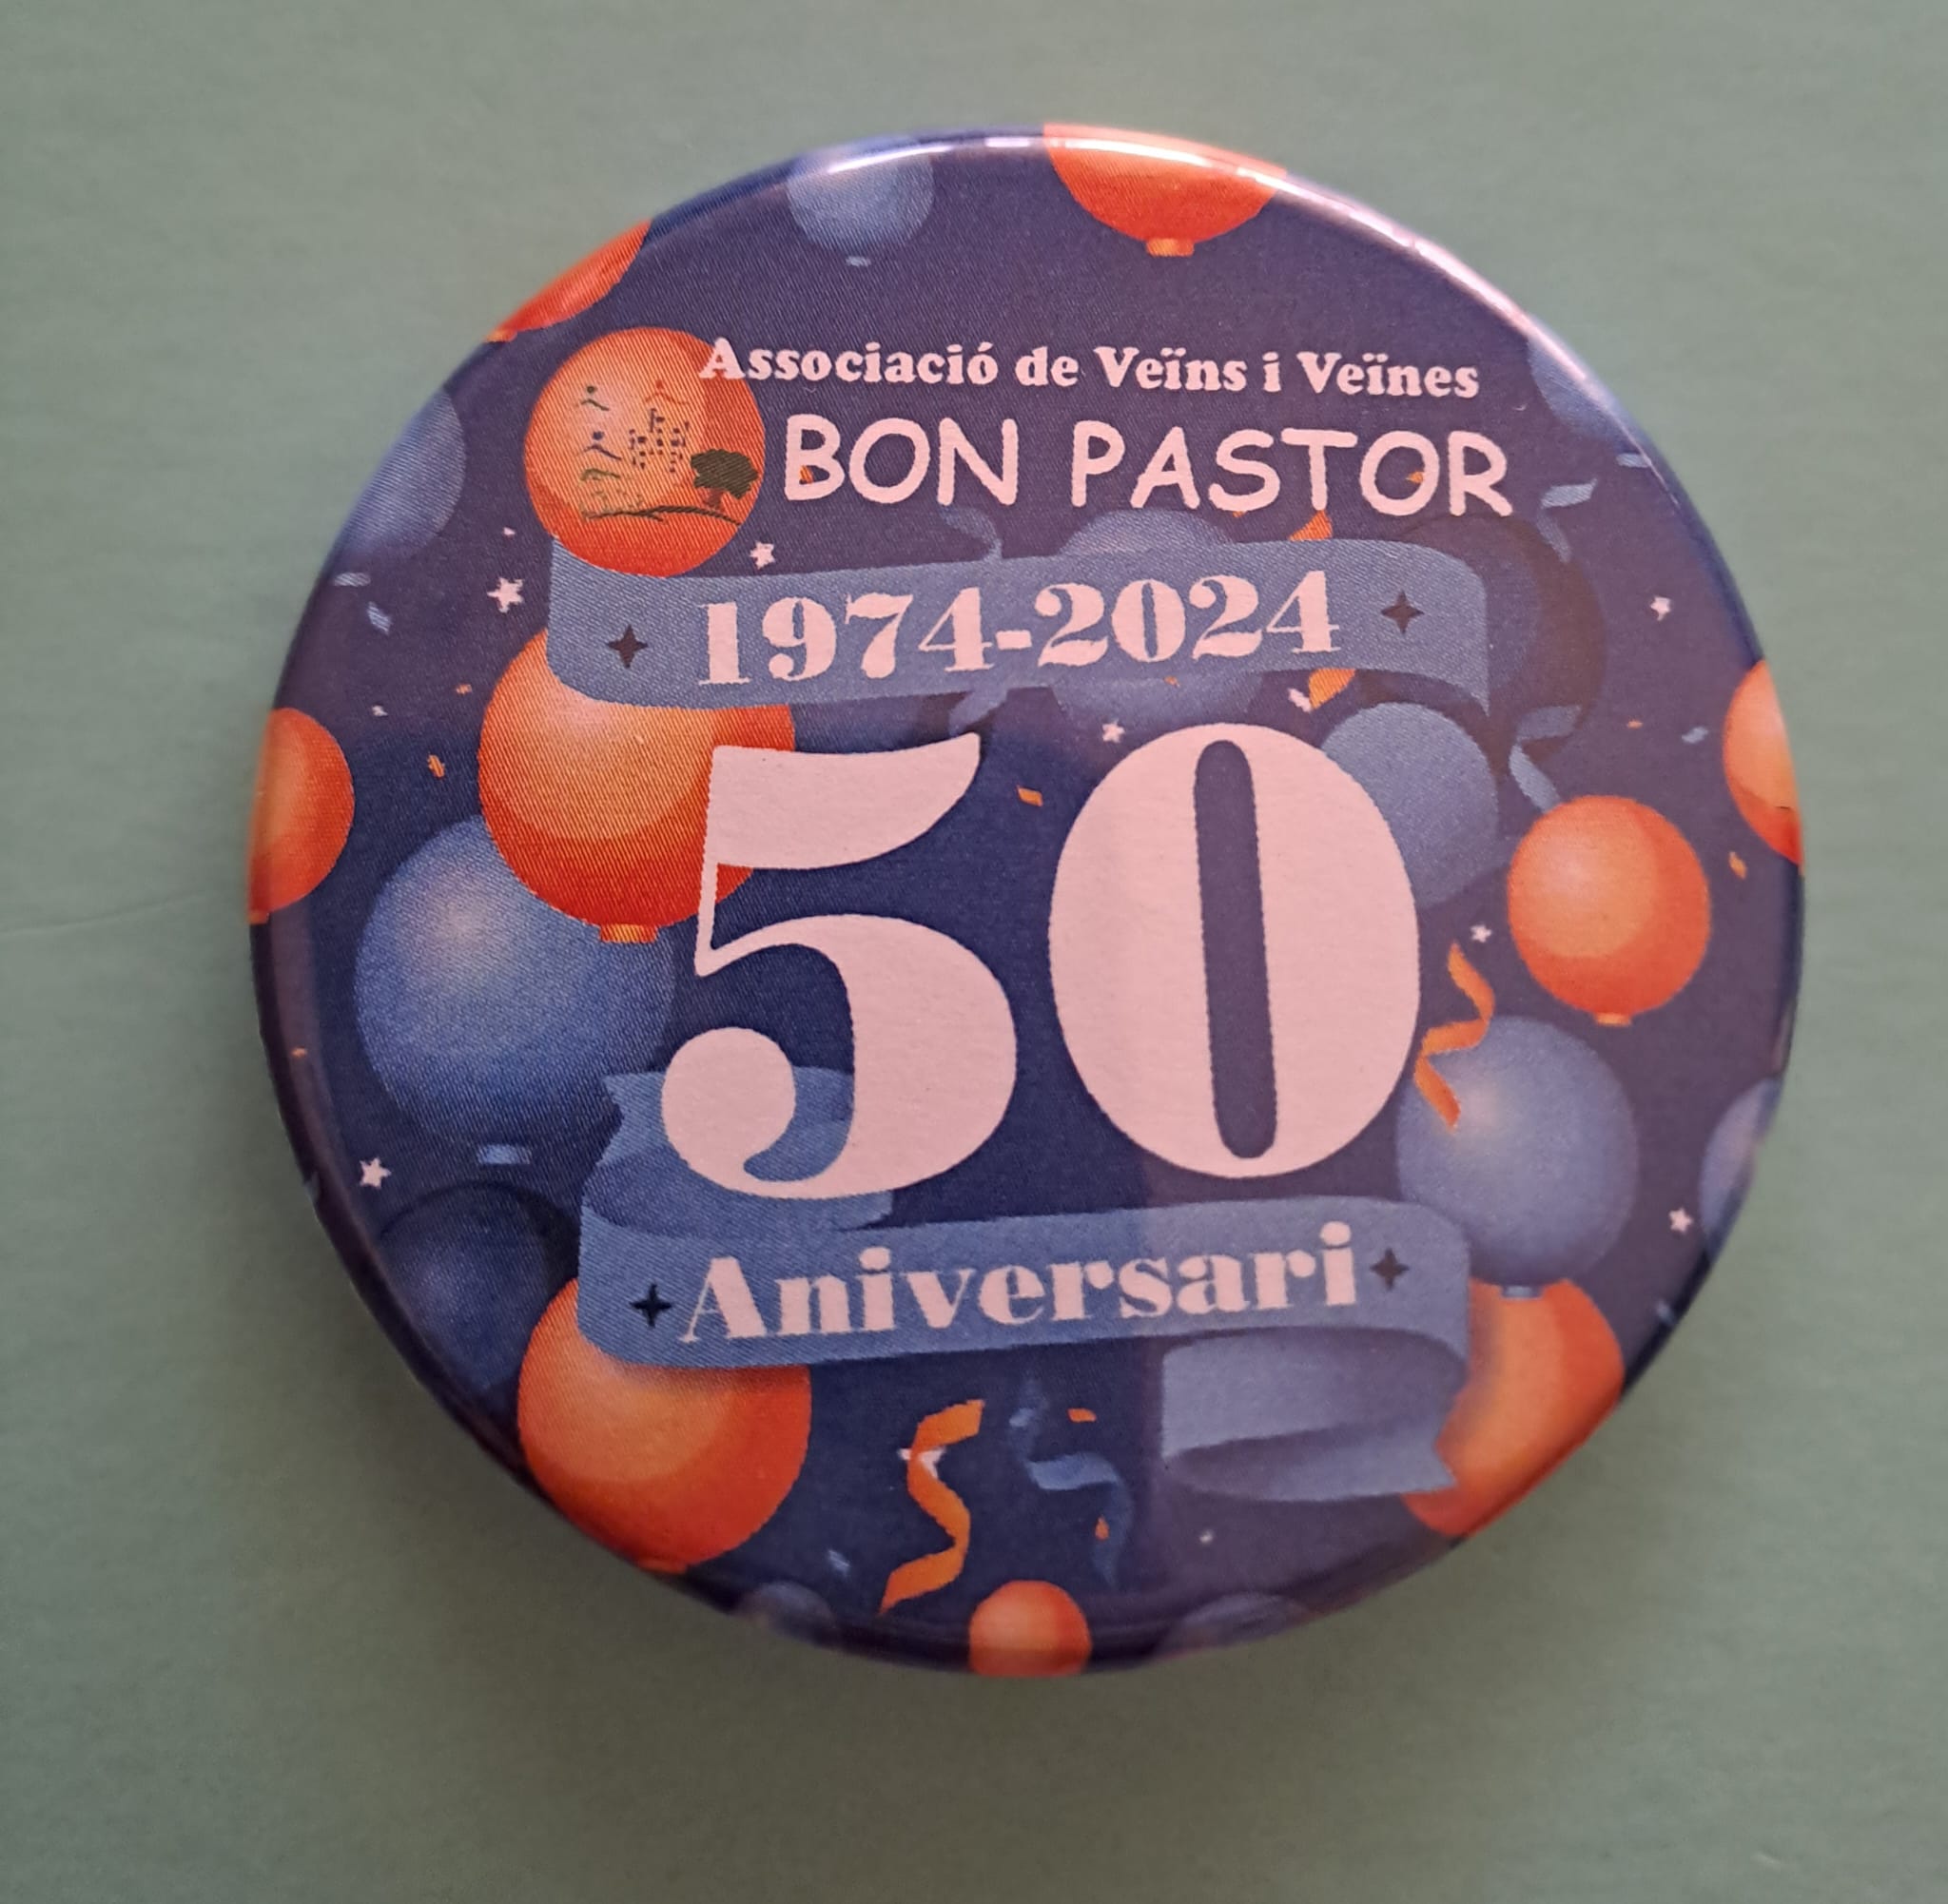 Associació de Veïns i Veïnes
BON PASTOR
1974-2024
50
Aniversari